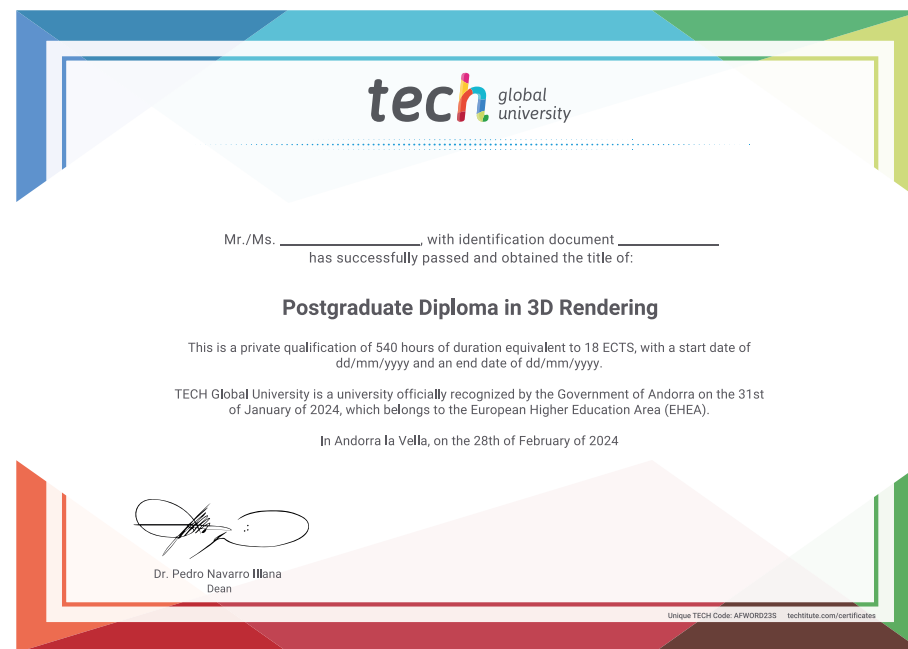 tech global university
Mr./Ms. ____________, with identification document ____________
has successfully passed and obtained the title of:
Postgraduate Diploma in 3D Rendering
This is a private qualification of 540 hours of duration equivalent to 18 ECTS, with a start date of
dd/mm/yyyy and an end date of dd/mm/yyyy.
TECH Global University is a university officially recognized by the Government of Andorra on the 31st
of January of 2024, which belongs to the European Higher Education Area (EHEA).
In Andorra la Vella, on the 28th of February of 2024
Dr. Pedro Navarro Illana
Dean
Unique TECH Code: AFWORD23S techtitute.com/certificates